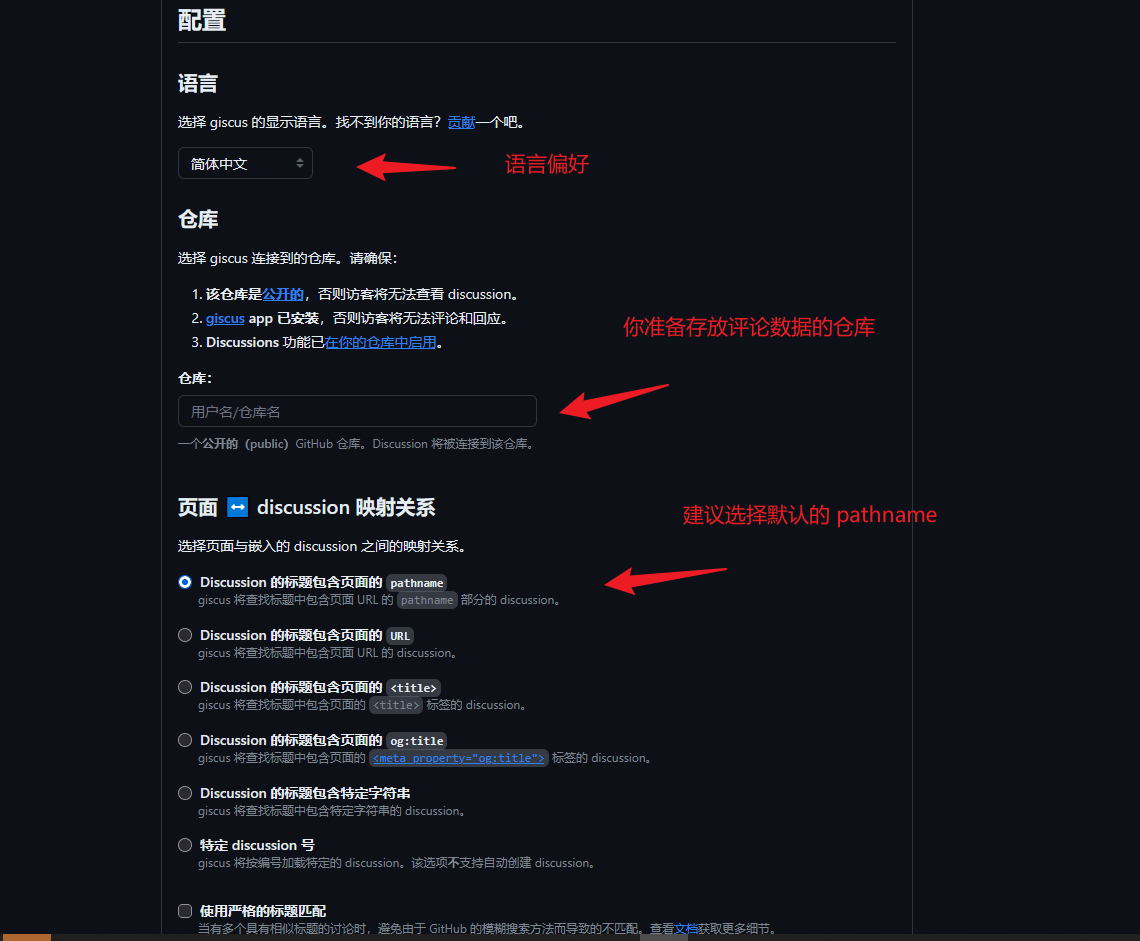 配置
语言
选择 giscus 的显示语言。找不到你的语言？贡献一个吧。
简体中文
语言偏好
仓库
选择 giscus 连接到的仓库。请确保：
1. 该仓库是公开的，否则访客将无法查看 discussion。
2. giscus app 已安装，否则访客将无法评论和回应。
你准备存放评论数据的仓库
3. Discussions 功能已在你的仓库中启用。
仓库：
用户名/仓库名
一个公开的（public）GitHub 仓库。Discussion 将被连接到该仓库。
页面 ↔ discussion 映射关系
建议选择默认的 pathname
选择页面与嵌入的 discussion 之间的映射关系。
Discussion 的标题包含页面的 pathname
giscus 将查找标题中包含页面 URL 的 pathname 部分的 discussion。
Discussion 的标题包含页面的 URL
giscus 将查找标题中包含页面 URL 的 discussion。
Discussion 的标题包含页面的 <title>
giscus 将查找标题中包含页面的 <title> 标签的 discussion。
Discussion 的标题包含页面的 og:title
giscus 将查找标题中包含页面的 <meta property="og:title"> 标签的 discussion。
Discussion 的标题包含特定字符串
giscus 将查找标题中包含特定字符串的 discussion。
特定 discussion 号
giscus 将按编号加载特定的 discussion。该选项不支持自动创建 discussion。
使用严格的标题匹配
当有多个具有相似标题的讨论时，避免由于 GitHub 的模糊搜索方法而导致的不匹配。查看文档获取更多细节。